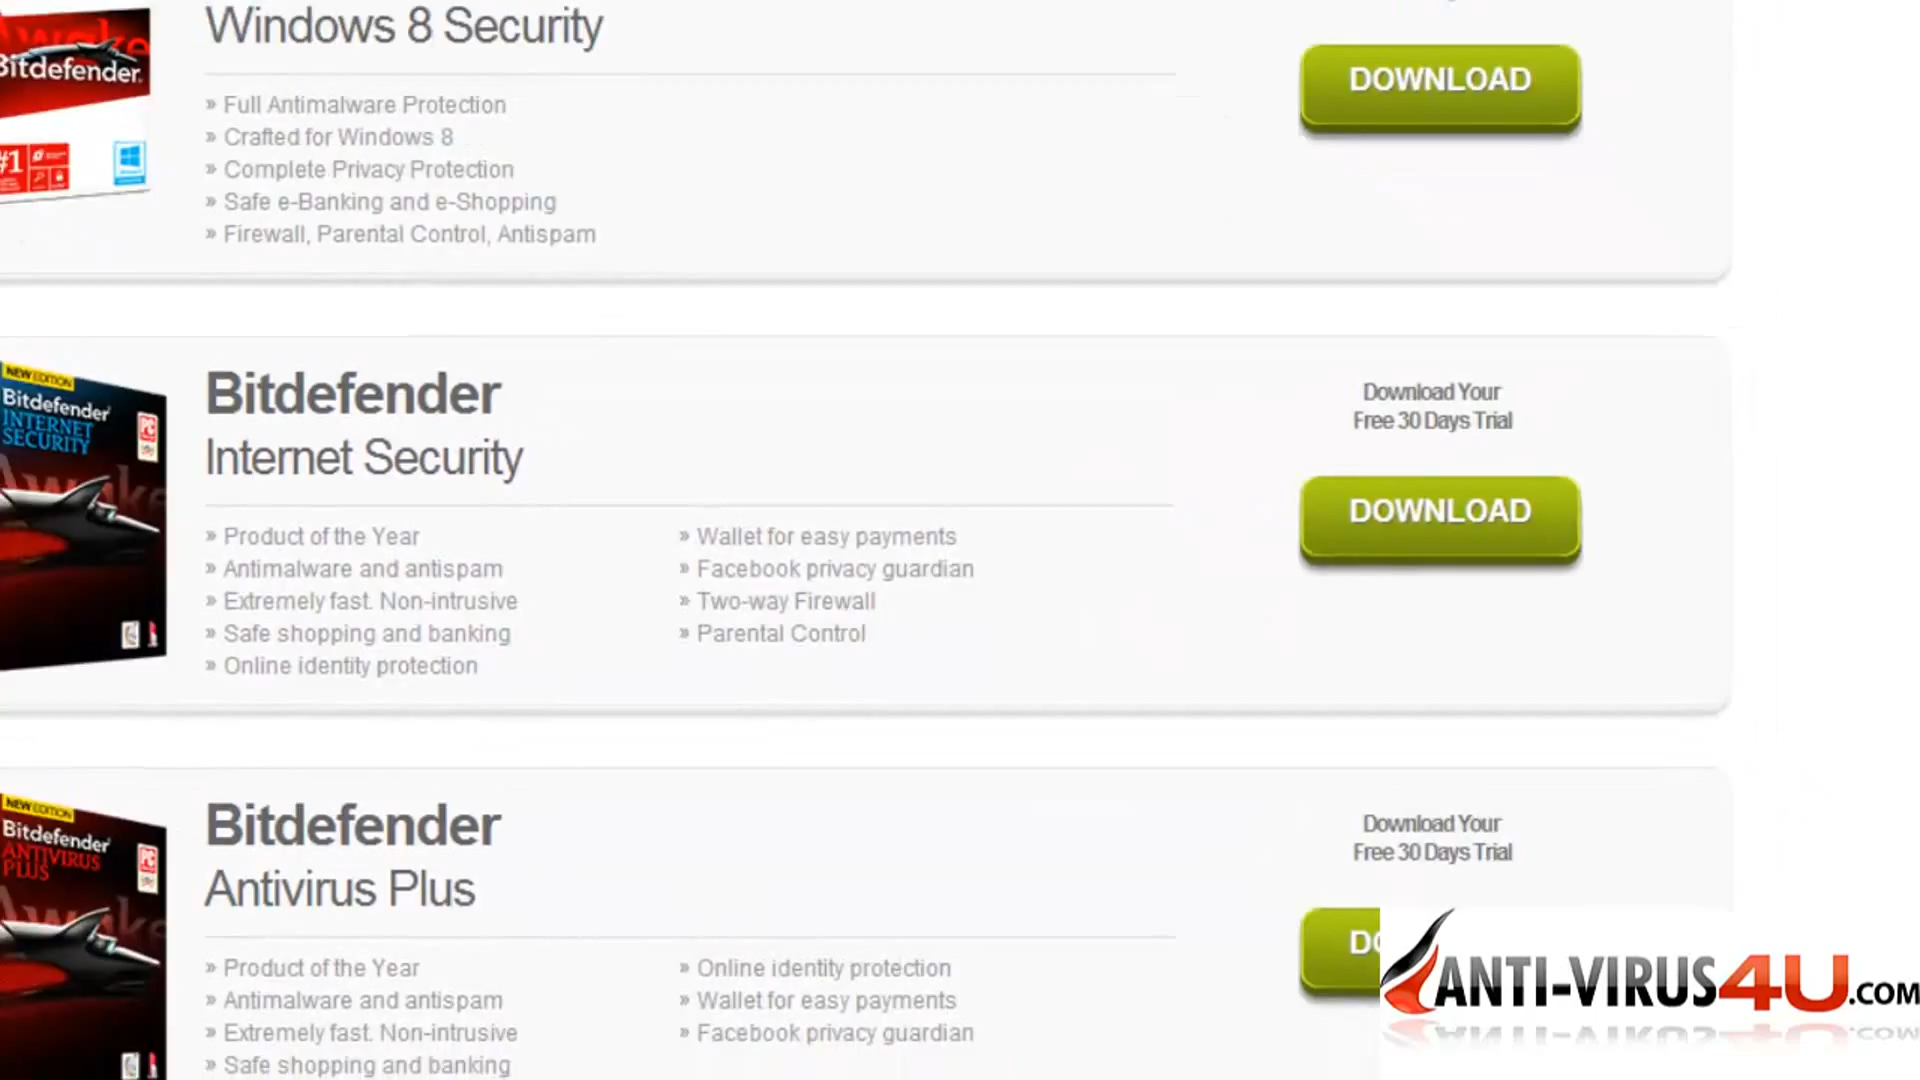 Windows 8 Security
Bitdefender
#1
DOWNLOAD
» Full Antimalware Protection
» Crafted for Windows 8
» Complete Privacy Protection
» Safe e-Banking and e-Shopping
» Firewall, Parental Control, Antispam
NEW EDITION
Bitdefender
INTERNET
SECURITY
PC
Awake
Bitdefender
Internet Security
Download Your
Free 30 Days Trial
DOWNLOAD
» Product of the Year
» Antimalware and antispam
» Extremely fast. Non-intrusive
» Safe shopping and banking
» Online identity protection
» Wallet for easy payments
» Facebook privacy guardian
» Two-way Firewall
» Parental Control
NEW EDITION
Bitdefender
ANTIVIRUS
PLUS
PC
Awake
Bitdefender
Antivirus Plus
Download Your
Free 30 Days Trial
DO
» Product of the Year
» Antimalware and antispam
» Extremely fast. Non-intrusive
» Safe shopping and banking
» Online identity protection
» Wallet for easy payments
» Facebook privacy guardian
ANTI-VIRUS4U.COM